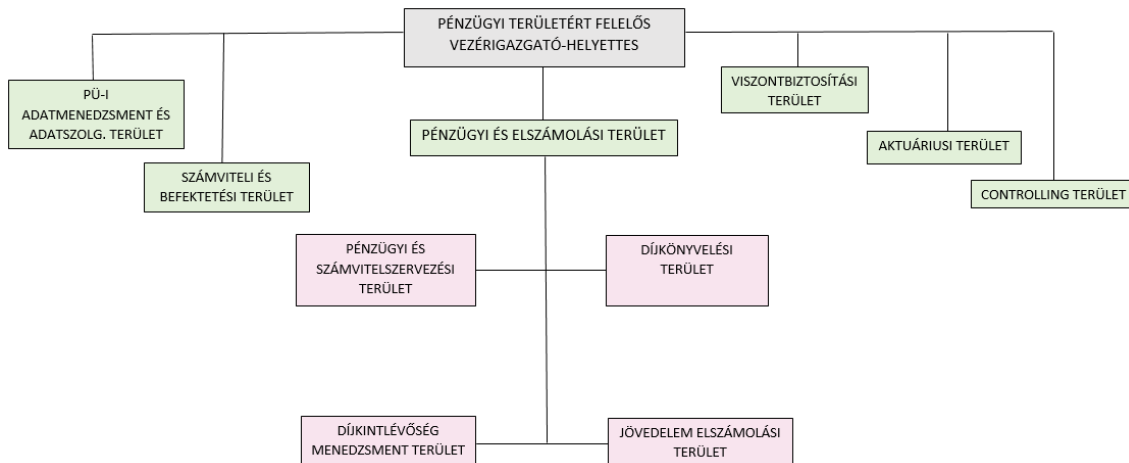 PÉNZÜGYI TERÜLETÉRT FELELŐS
VEZÉRIGAZGATÓ-HELYETTES
PÜ-I
ADATMENEDZSMENT ÉS
ADATSZOLG. TERÜLET
SZÁMVITELI ÉS
BEFEKTETÉSI TERÜLET
PÉNZÜGYI ÉS ELSZÁMOLÁSI TERÜLET
VISZONTBIZTOSÍTÁSI
TERÜLET
AKTUÁRIUSI TERÜLET
CONTROLLING TERÜLET
PÉNZÜGYI ÉS
SZÁMVITELSZERVEZÉSI
TERÜLET
DÍJKÖNYVELÉSI
TERÜLET
DÍJKINTLÉVŐSÉG
MENEDZSMENT TERÜLET
JÖVEDELEM ELSZÁMOLÁSI
TERÜLET